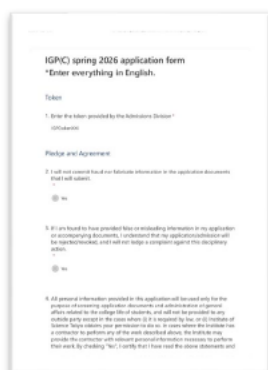 IGP(C) spring 2026 application form
*Enter everything in English.
Token
1. Enter the token provided by the Admissions Division *
Pledge and Agreement
2. I will not commit fraud nor fabricate information in the application documents
that I will submit.
*
Yes
3. If I am found to have provided false or misleading information in my application
or accompanying documents, I understand that my application/admission will
be rejected/revoked, and I will not lodge a complaint against this disciplinary
action.
*
Yes
4. All personal information provided in this application will be used only for the
purpose of screening application documents and administration of general
affairs related to the college life of students, and will not be provided to any
outside party except in the cases where (i) it is required by law, or (ii) Institute of
Science Tokyo obtains your permission to do so. In cases where the Institute has
a contractor to perform any of the work described above, the Institute may
provide the contractor with relevant personal information necessary to perform
their work. By checking "Yes", I certify that I have read the above statements and